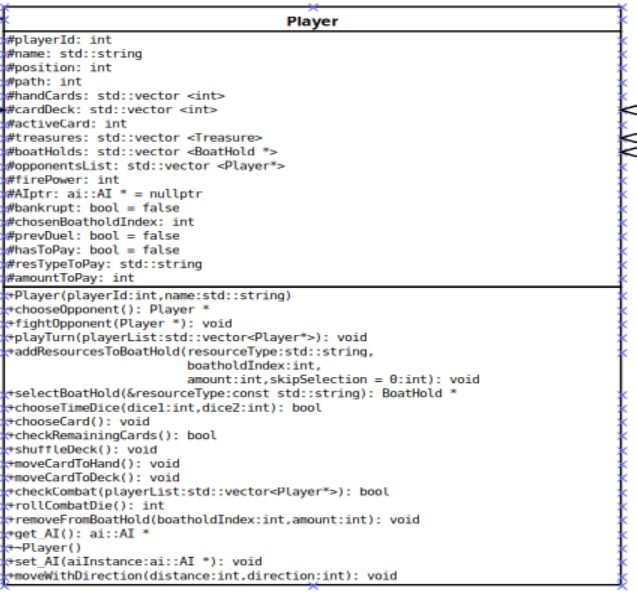 Player
#playerId: int
#name: std::string
#position: int
#path: int
#handCards: std::vector <int>
#cardDeck: std::vector <int>
#activeCard: int
#treasures: std::vector <Treasure>
#boatHolds: std::vector <BoatHold *>
#opponentsList: std::vector <Player*>
#firePower: int
#AIptr: ai::AI * = nullptr
#bankrupt: bool = false
#chosenBoatholdIndex: int
#prevDuel: bool = false
#hasToPay: bool = false
#resTypeToPay: std::string
#amountToPay: int
+Player(playerId:int,name:std::string)
+chooseOpponent(): Player *
+fightOpponent(Player *): void
+playTurn(playerList:std::vector<Player*>): void
+addResourcesToBoatHold(resourceType:std::string,
boatholdIndex:int,
amount:int,skipSelection = 0:int): void
+selectBoatHold(&resourceType:const std::string): BoatHold *
+chooseTimeDice(dice1:int,dice2:int): bool
+chooseCard(): void
+checkRemainingCards(): bool
+shuffleDeck(): void
+moveCardToHand(): void
+moveCardToDeck(): void
+checkCombat(playerList:std::vector<Player*>): bool
+rollCombatDie(): int
+removeFromBoatHold(boatholdIndex:int,amount:int): void
+get_AI(): ai::AI *
+~Player()
+set_AI(aiInstance:ai::AI *): void
+moveWithDirection(distance:int,direction:int): void